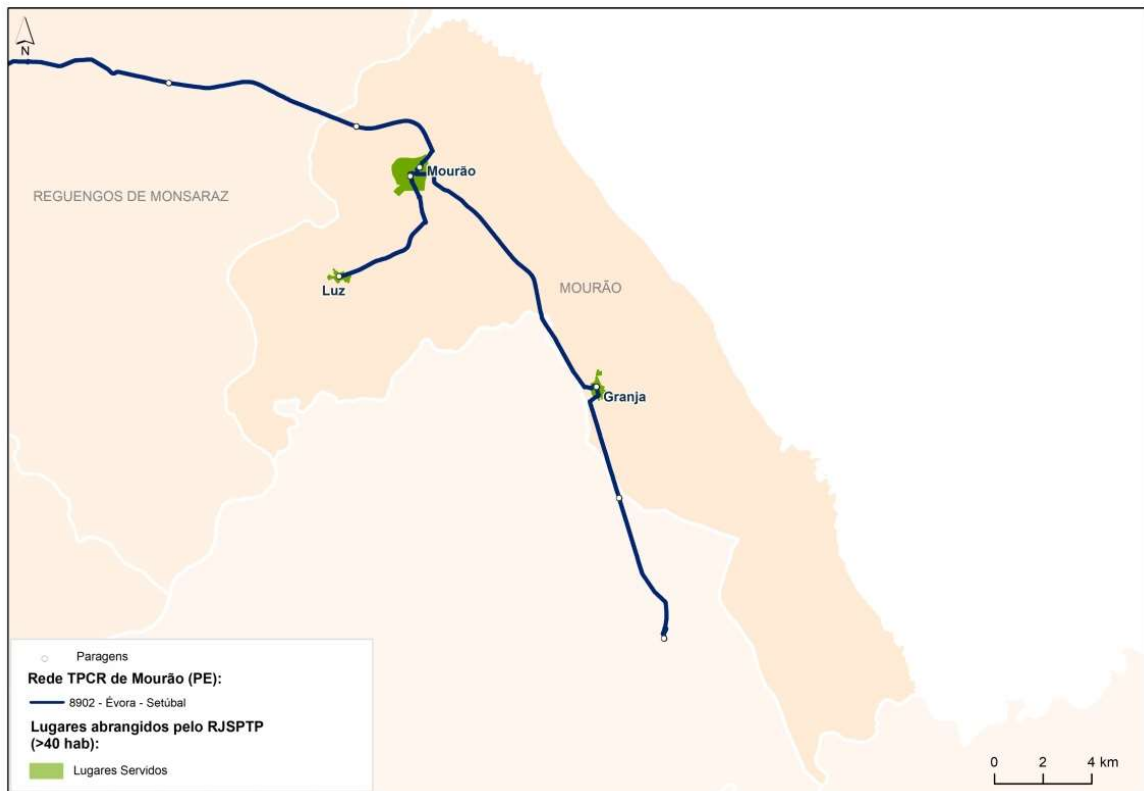 N
Mourão
REGUENGOS DE MONSARAZ
Luz
MOURÃO
Granja
Paragens
Rede TPCR de Mourão (PE):
8902 - Évora - Setúbal
Lugares abrangidos pelo RJSPTP
(>40 hab):
Lugares Servidos
0 2 4 km